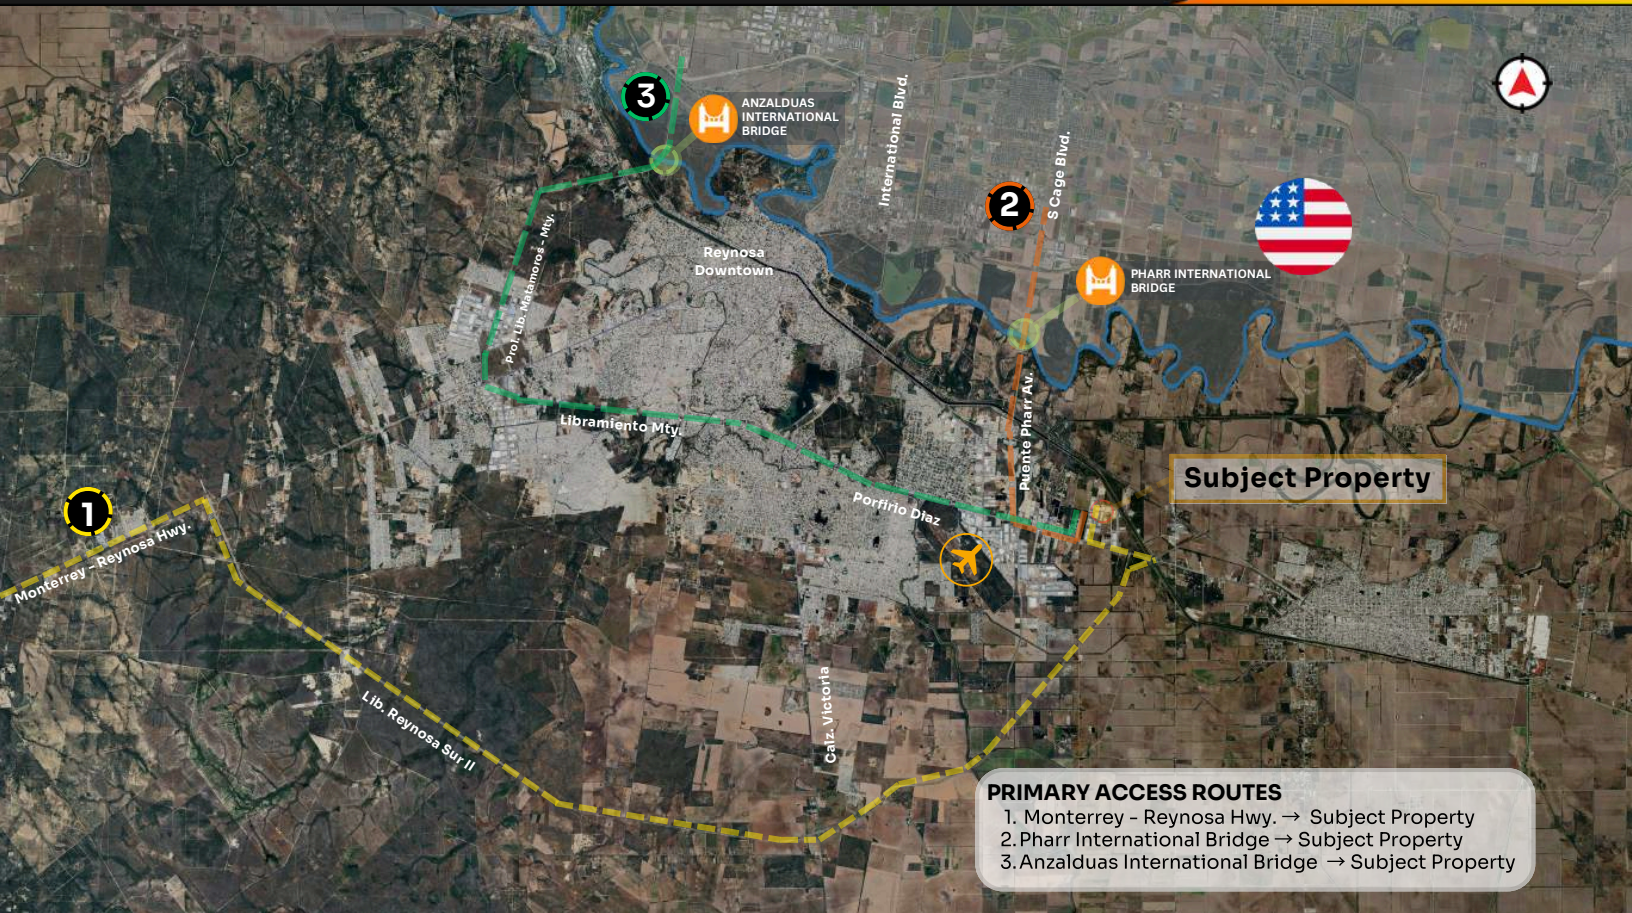 3
ANZALDUAS
INTERNATIONAL
BRIDGE
International Blvd.
S Cage Blvd.
2
Prol. Lib. Matamoros - Mty.
Reynosa
Downtown
PHARR INTERNATIONAL
BRIDGE
Libramiento Mty.
Puente Pharr Av.
Subject Property
Porfirio Diaz
1
Monterrey - Reynosa Hwy.
Lib. Reynosa Sur II
Calz. Victoria
PRIMARY ACCESS ROUTES
1. Monterrey - Reynosa Hwy. → Subject Property
2. Pharr International Bridge → Subject Property
3. Anzalduas International Bridge → Subject Property